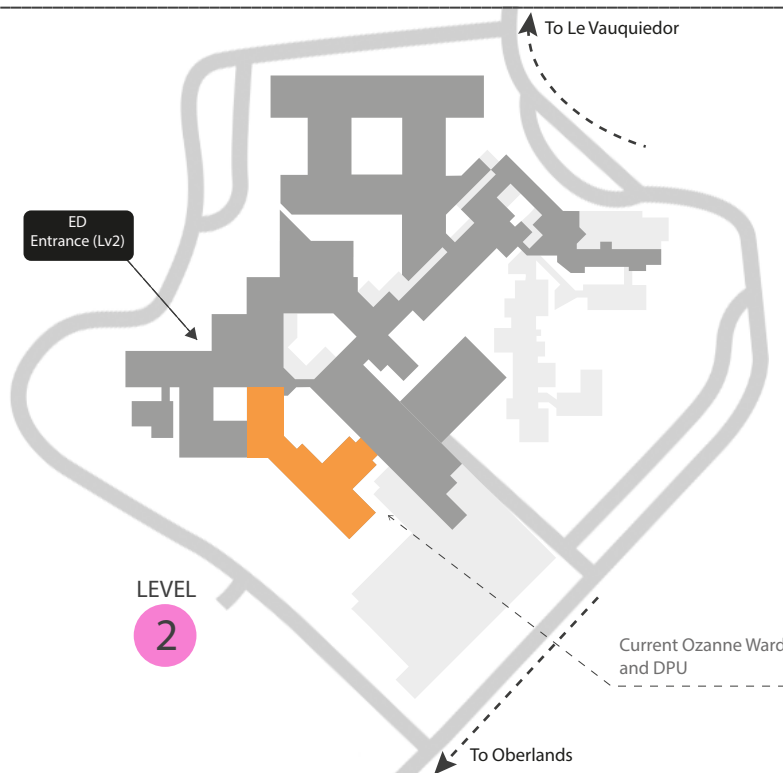 To Le Vauquiedor
ED
Entrance (Lv2)
LEVEL
2
Current Ozanne Ward
and DPU
To Oberlands